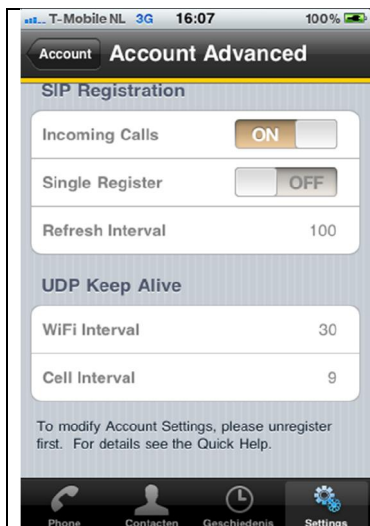 T-Mobile NL 3G 16:07 100%
Account Account Advanced
SIP Registration
Incoming Calls ON
Single Register OFF
Refresh Interval 100
UDP Keep Alive
WiFi Interval 30
Cell Interval 9
To modify Account Settings, please unregister
first. For details see the Quick Help.
Phone Contacten Geschiedenis Settings